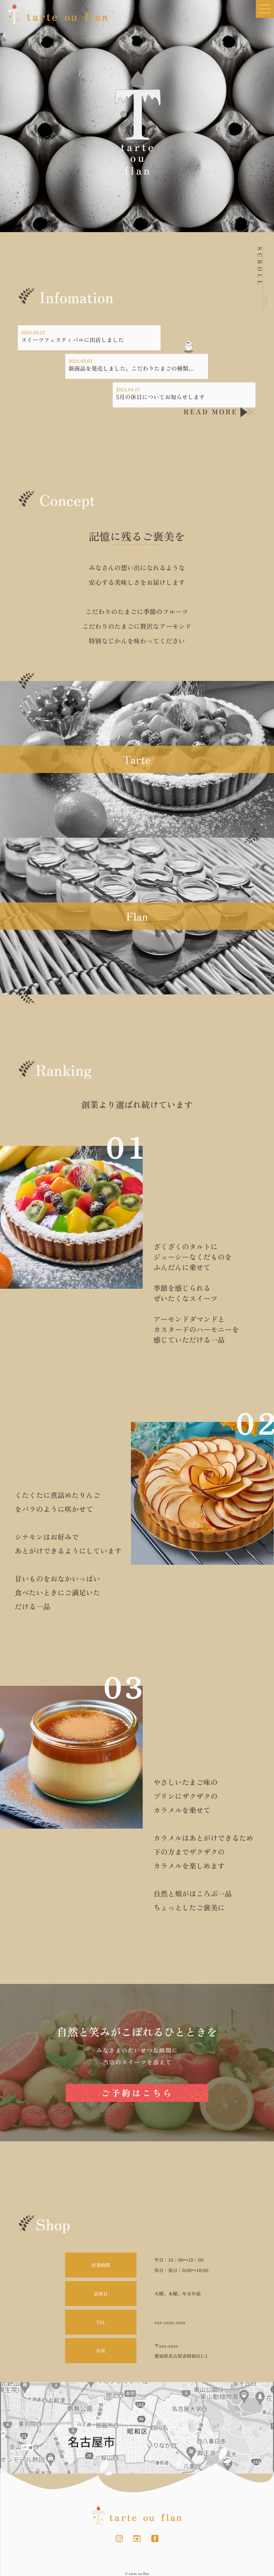 tarte ou flan
tarte
ou
flan
SCROLL
Infomation
2024.05.22
スイーツフェスティバルに出店しました
2024.05.01
新商品を発売しました。こだわりたまごの種類...
2024.04.15
5月の休日についてお知らせします
READ MORE
Concept
記憶に残るご褒美を
みなさんの想い出になれるような
安心する美味しさをお届けします
こだわりのたまごに季節のフルーツ
こだわりのたまごに贅沢なアーモンド
特別なじかんを味わってください
Tarte
Flan
Ranking
創業より選ばれ続けています
01
ざくざくのタルトに
ジューシーなくだものを
ふんだんに乗せて
季節を感じられる
ぜいたくなスイーツ
アーモンドダマンドと
カスタードのハーモニーを
感じていただける一品
02
くたくたに煮詰めたりんご
をバラのように咲かせて
シナモンはお好みで
あとがけできるようにしています
甘いものをおなかいっぱい
食べたいときにご満足いた
だける一品
03
やさしいたまご味の
プリンにザクザクの
カラメルを乗せて
カラメルはあとがけできるため
下の方までザクザクの
カラメルを楽しめます
自然と頬がほころぶ一品
ちょっとしたご褒美に
自然と笑みがこぼれるひとときを
みなさまのたいせつな時間に
当店のスイーツを添えて
ご予約はこちら
Shop
営業時間
平日：10：00〜19：00
休日・祝日：8:00〜18:00
店休日
火曜、水曜、年末年始
TEL
xxx-xxxx-xxxx
住所
〒xxx-xxxx
愛知県名古屋市昭和区1-1
名古屋大学
昭和区
名古屋市
tarte ou flan
© tarte ou flan